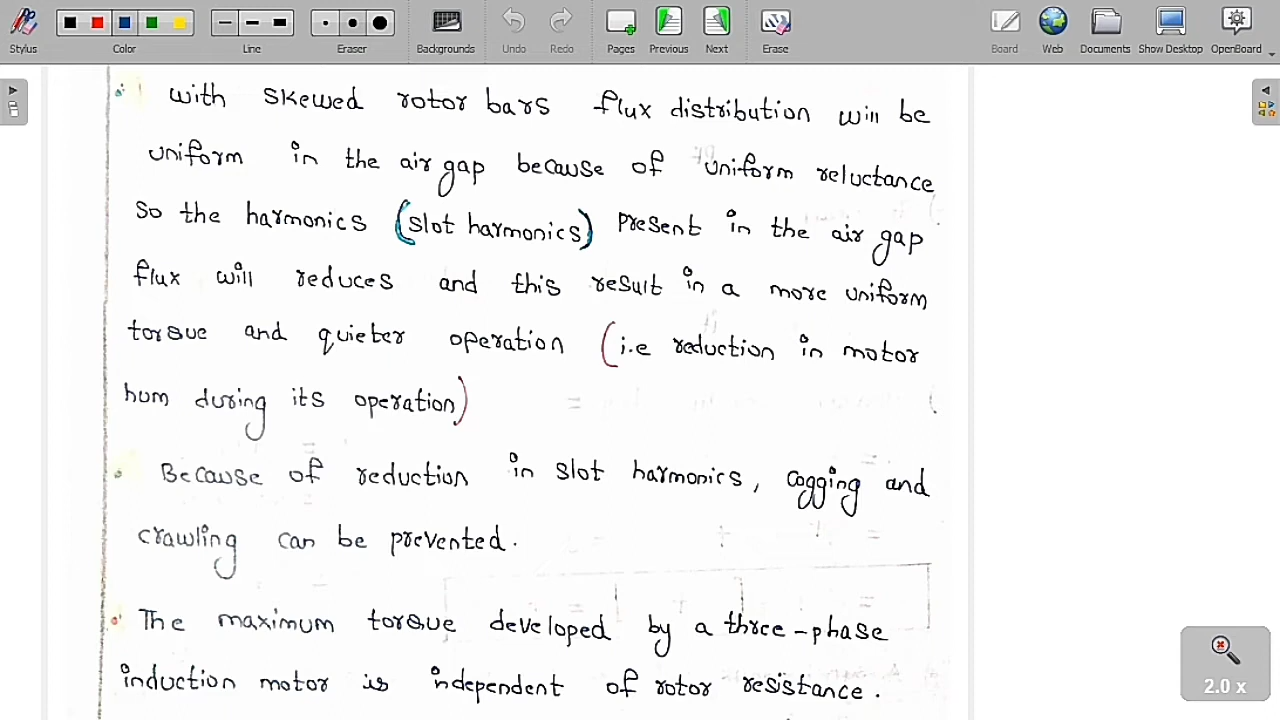 Stylus
Color
Line
Eraser
Backgrounds
Undo
Redo
Pages
Previous
Next
Erase
Board
Web
Documents
Show Desktop
OpenBoard
with skewed rotor bars flux distribution will be
uniform in the air gap because of uniform reluctance
so the harmonics (slot harmonics) present in the air gap
flux will reduces and this result in a more uniform
torque and quieter operation (i.e reduction in motor
hum during its operation)
Because of reduction in slot harmonics, cogging and
crawling can be prevented.
The maximum torque developed by a three-phase
induction motor is independent of rotor resistance.
2.0 x